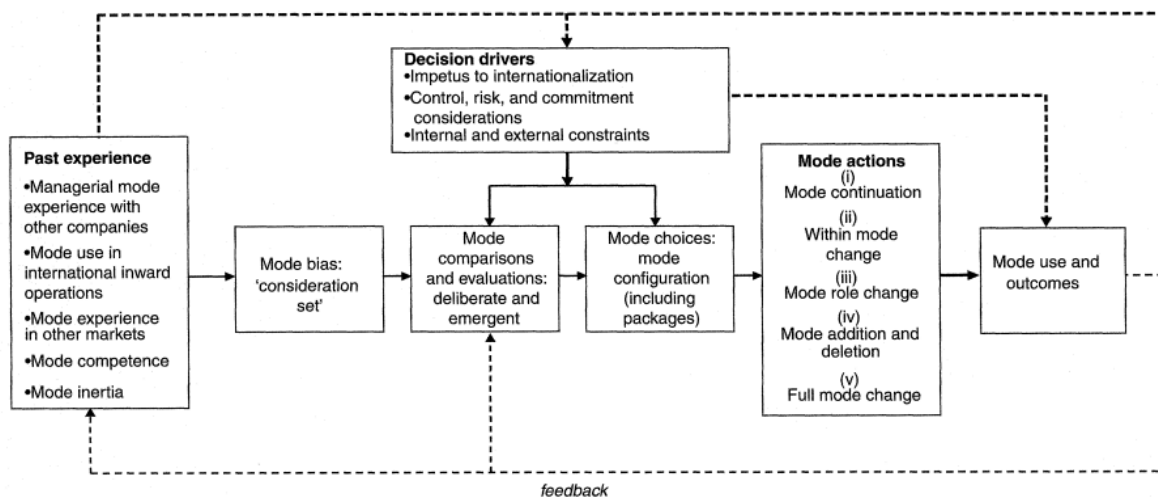 Decision drivers
•Impetus to internationalization
•Control, risk, and commitment
considerations
•Internal and external constraints
Past experience
•Managerial mode
experience with
other companies
•Mode use in
international inward
operations
•Mode experience
in other markets
•Mode competence
•Mode inertia
Mode bias:
'consideration
set'
Mode
comparisons
and evaluations:
deliberate and
emergent
Mode choices:
mode
configuration
(including
packages)
Mode actions
(i)
Mode continuation
(ii)
Within mode
change
(iii)
Mode role change
(iv)
Mode addition and
deletion
(v)
Full mode change
Mode use and
outcomes
feedback